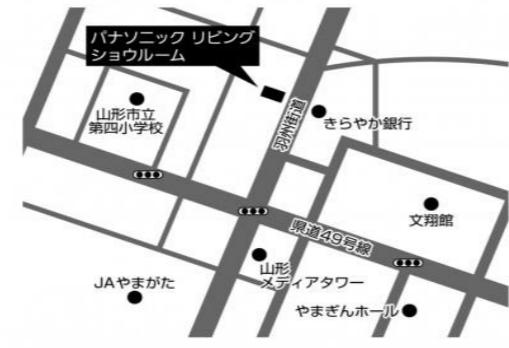 パナソニック リビング
ショウルーム
山形市立
第四小学校
羽州街道
きらやか銀行
文翔館
県道49号線
山形
メディアタワー
JAやまがた
やまぎんホール